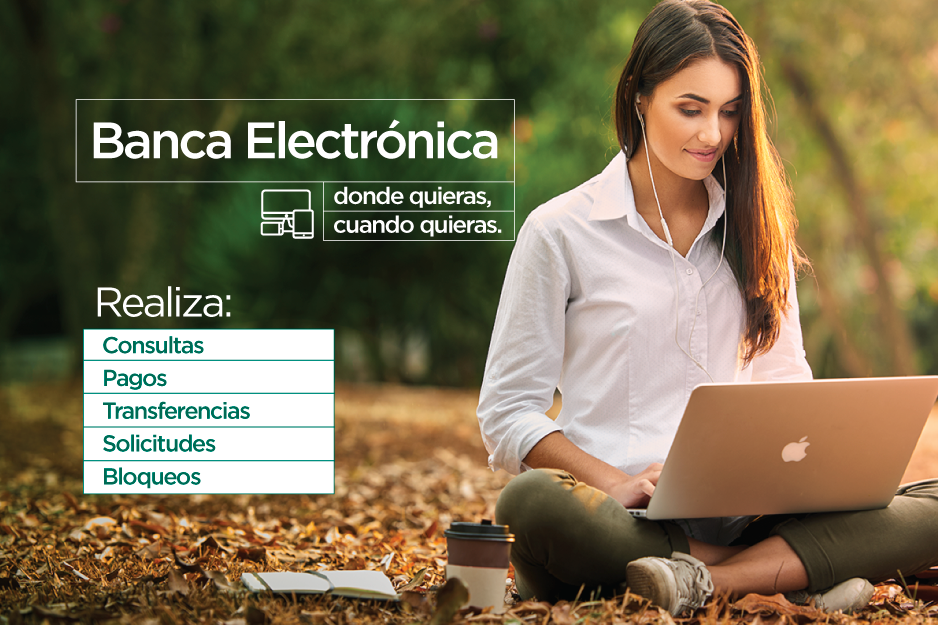 Banca Electrónica
donde quieras,
cuando quieras.
Realiza:
Consultas
Pagos
Transferencias
Solicitudes
Bloqueos